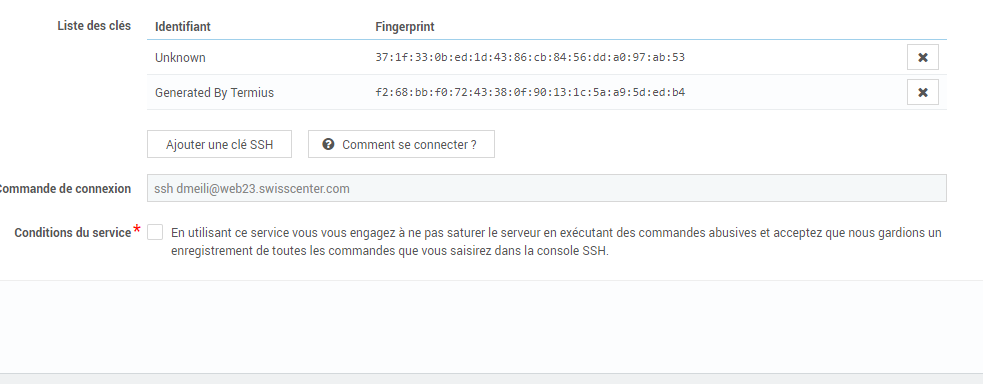 Liste des clés Identifiant Fingerprint
Unknown 37:1f:33:0b:ed:1d:43:86:cb:84:56:dd:a0:97:ab:53
Generated By Termius f2:68:bb:f0:72:43:38:0f:90:13:1c:5a:a9:5d:ed:b4
Ajouter une clé SSH Comment se connecter ?
Commande de connexion ssh dmeili@web23.swisscenter.com
Conditions du service* En utilisant ce service vous vous engagez à ne pas saturer le serveur en exécutant des commandes abusives et acceptez que nous gardions un
enregistrement de toutes les commandes que vous saisirez dans la console SSH.